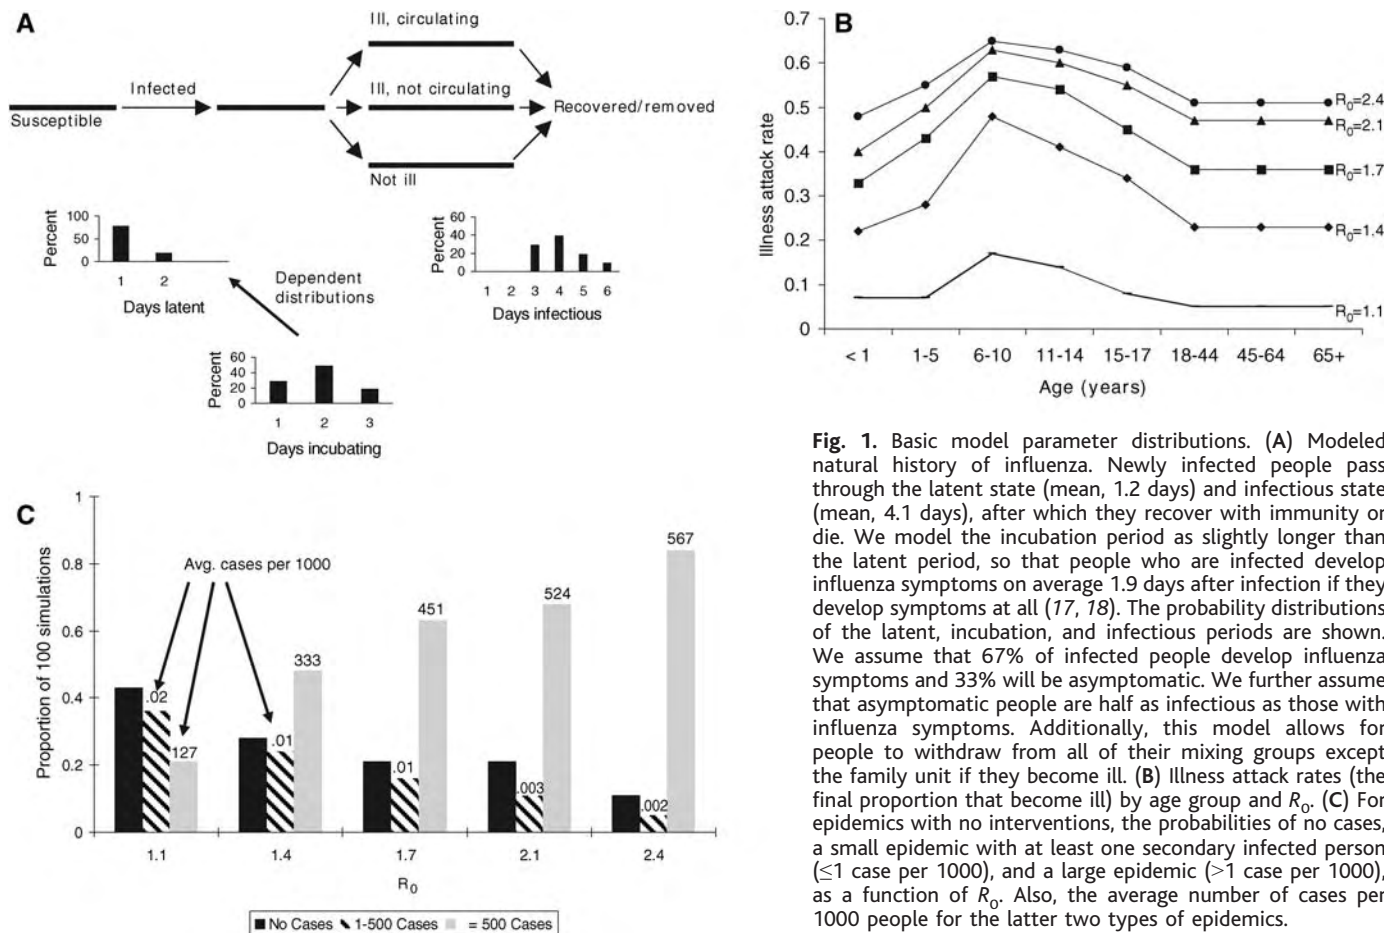 A
Ill, circulating
Infected
Ill, not circulating
Susceptible
Recovered/removed
Not ill
Percent
100
50
0
1 2
Days latent
Dependent
distributions
Percent
60
40
20
0
1 2 3 4 5 6
Days infectious
Percent
60
40
20
0
1 2 3
Days incubating
B
Illness attack rate
0.7
0.6
0.5
0.4
0.3
0.2
0.1
0
R0=2.4
R0=2.1
R0=1.7
R0=1.4
R0=1.1
< 1 1-5 6-10 11-14 15-17 18-44 45-64 65+
Age (years)
C
Proportion of 100 simulations
1
0.8
0.6
0.4
0.2
0
Avg. cases per 1000
.02
127
.01
333
.01
451
.003
524
.002
567
1.1 1.4 1.7 2.1 2.4
R0
No Cases 1-500 Cases = 500 Cases
Fig. 1. Basic model parameter distributions. (A) Modeled
natural history of influenza. Newly infected people pass
through the latent state (mean, 1.2 days) and infectious state
(mean, 4.1 days), after which they recover with immunity or
die. We model the incubation period as slightly longer than
the latent period, so that people who are infected develop
influenza symptoms on average 1.9 days after infection if they
develop symptoms at all (17, 18). The probability distributions
of the latent, incubation, and infectious periods are shown.
We assume that 67% of infected people develop influenza
symptoms and 33% will be asymptomatic. We further assume
that asymptomatic people are half as infectious as those with
influenza symptoms. Additionally, this model allows for
people to withdraw from all of their mixing groups except
the family unit if they become ill. (B) Illness attack rates (the
final proportion that become ill) by age group and R0. (C) For
epidemics with no interventions, the probabilities of no cases,
a small epidemic with at least one secondary infected person
(≤1 case per 1000), and a large epidemic (>1 case per 1000),
as a function of R0. Also, the average number of cases per
1000 people for the latter two types of epidemics.